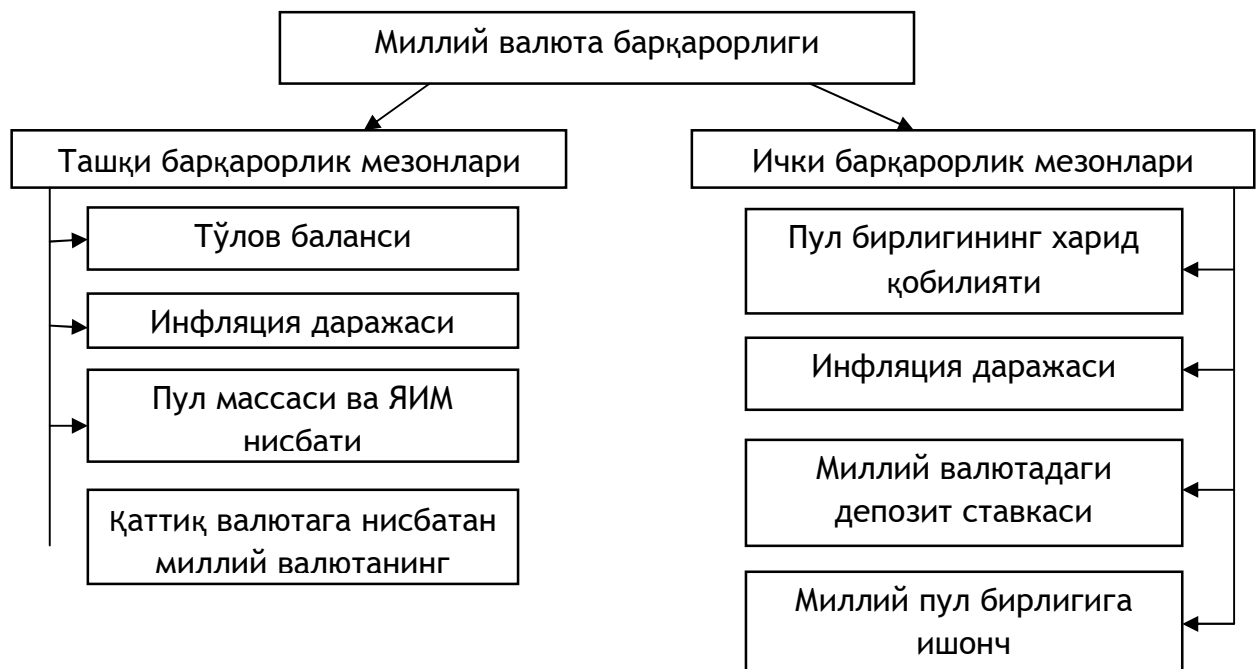 Миллий валюта барқарорлиги
Ташқи барқарорлик мезонлари
Тўлов баланси
Инфляция даражаси
Пул массаси ва ЯИМ
нисбати
Қаттиқ валютага нисбатан
миллий валютанинг
Ички барқарорлик мезонлари
Пул бирлигининг харид
қобилияти
Инфляция даражаси
Миллий валютадаги
депозит ставкаси
Миллий пул бирлигига
ишонч